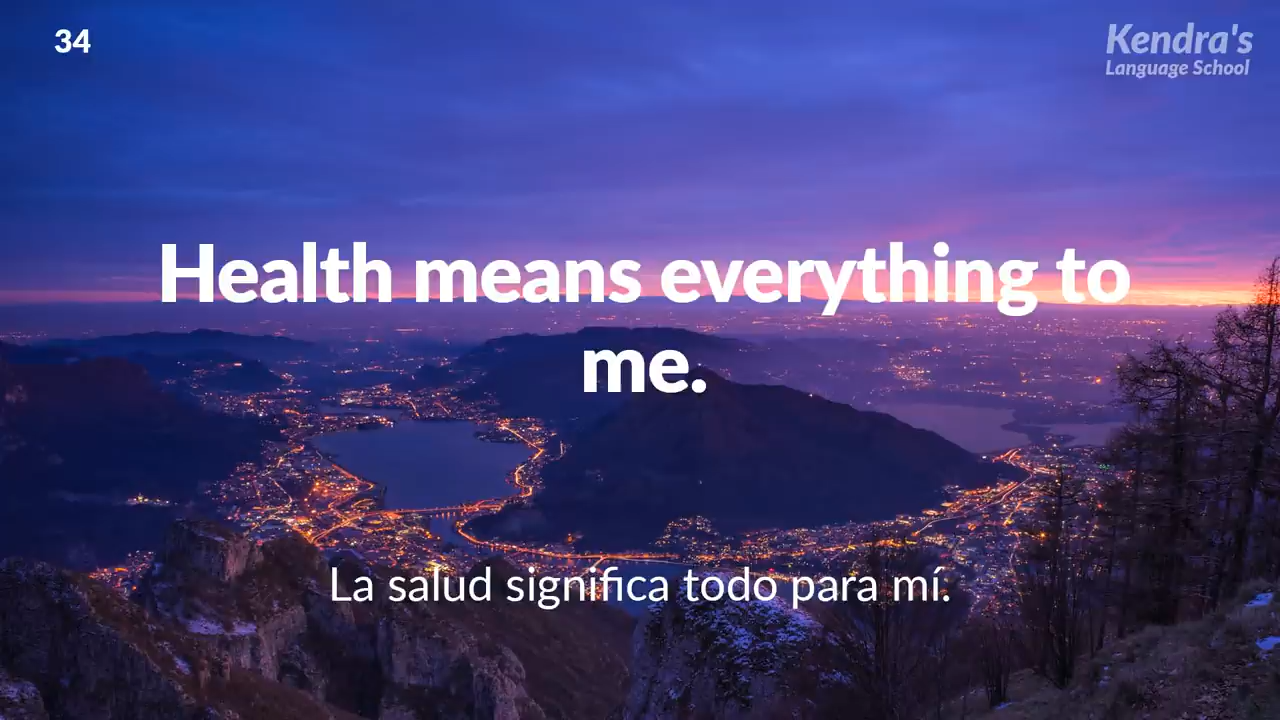 34
Kendra's
Language School
Health means everything to
me.
La salud significa todo para mí.